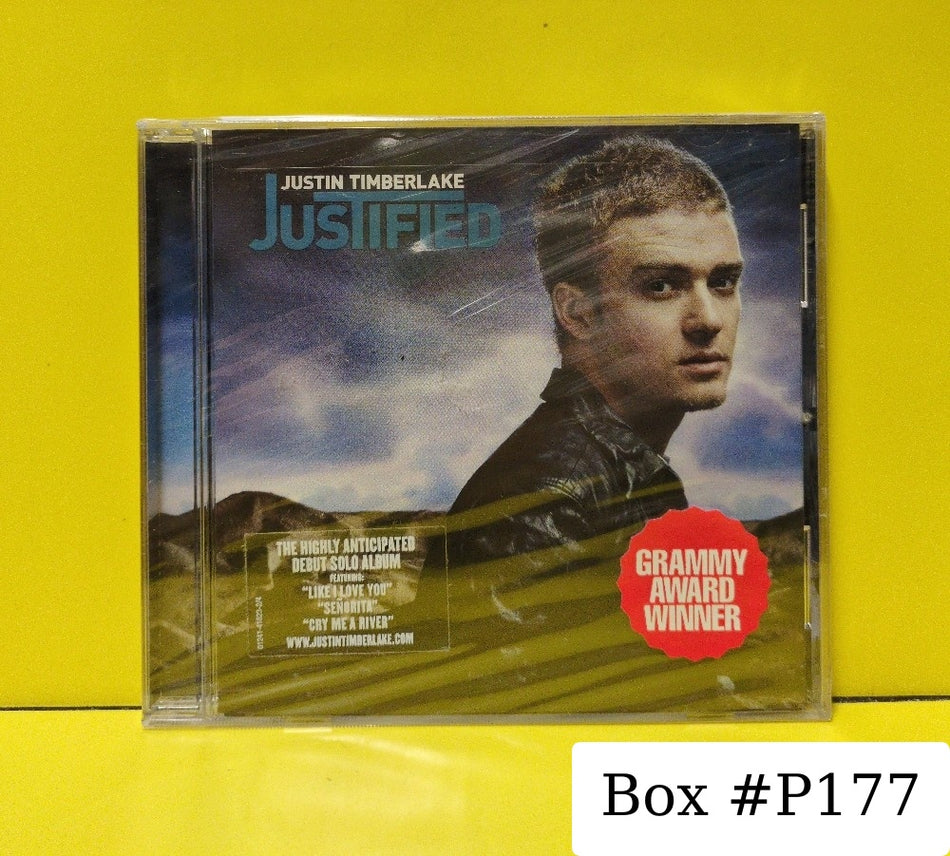 JUSTIN TIMBERLAKE
JUSTIFIED
THE HIGHLY ANTICIPATED
DEBUT SOLO ALBUM
FEATURING:
"LIKE I LOVE YOU"
"SEÑORITA"
"CRY ME A RIVER"
WWW.JUSTINTIMBERLAKE.COM
GRAMMY
AWARD
WINNER
Box #P177